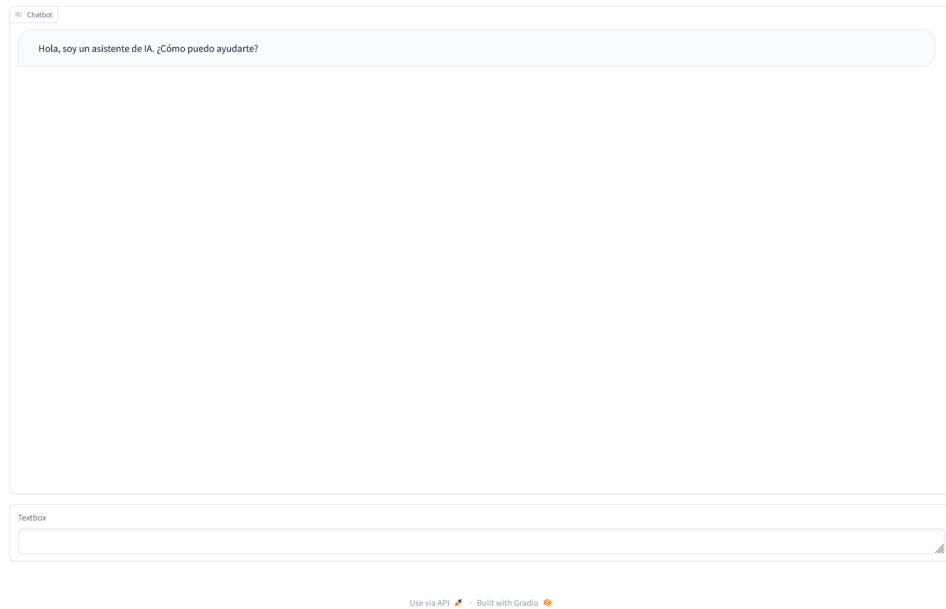 Chatbot
Hola, soy un asistente de IA. ¿Cómo puedo ayudarte?
Textbox
Use via API 🚀 · Built with Gradio